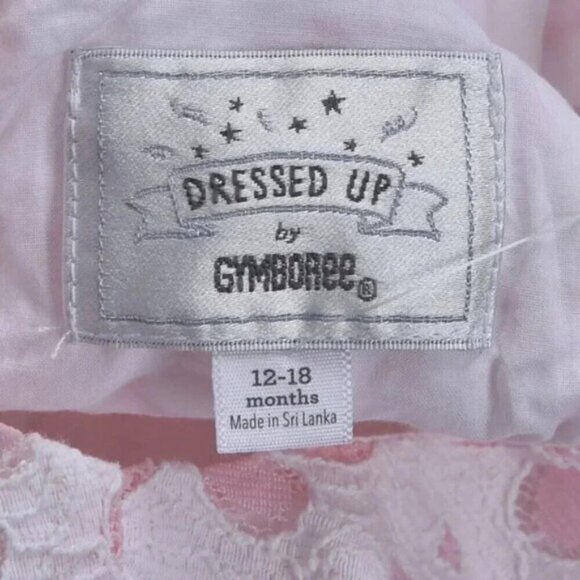 DRESSED UP
by
GYMBOREE®
12-18
months
Made in Sri Lanka